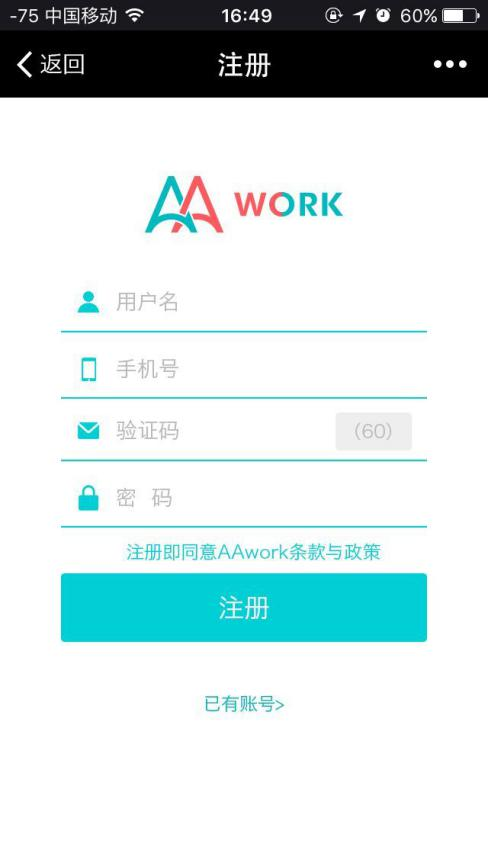 -75 中国移动 16:49 60%
返回 注册
AA WORK
用户名
手机号
验证码 (60)
密 码
注册即同意AAwork条款与政策
注册
已有账号>